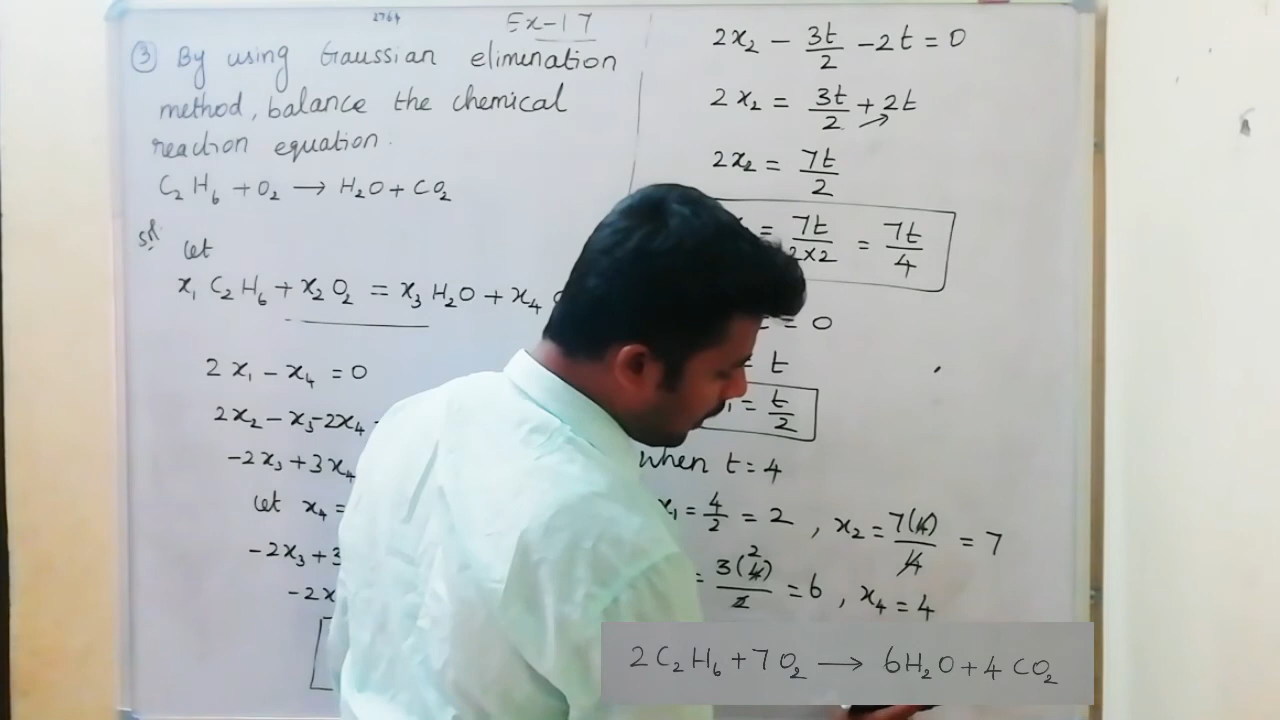 2764
Ex-17
③ By using Gaussian elimination
method, balance the chemical
reaction equation.
C₂H₆ + O₂ → H₂O + CO₂
let
x₁ C₂H₆ + x₂ O₂ = x₃ H₂O + x₄
2x₁ - x₄ = 0
2x₂ - x₃ - 2x₄
-2x₃ + 3x₄
let x₄ =
-2x₃ + 3
-2x
2x₂ - 3t/2 - 2t = 0
2x₂ = 3t/2 + 2t
2x₂ = 7t/2
= 7t/2×2 = 7t/4
= 0
= t
= t/2
when t = 4
x₁ = 4/2 = 2 , x₂ = 7(4)/4 = 7
= 3(4)/2 = 6 , x₄ = 4
2C₂H₆ + 7O₂ → 6H₂O + 4CO₂